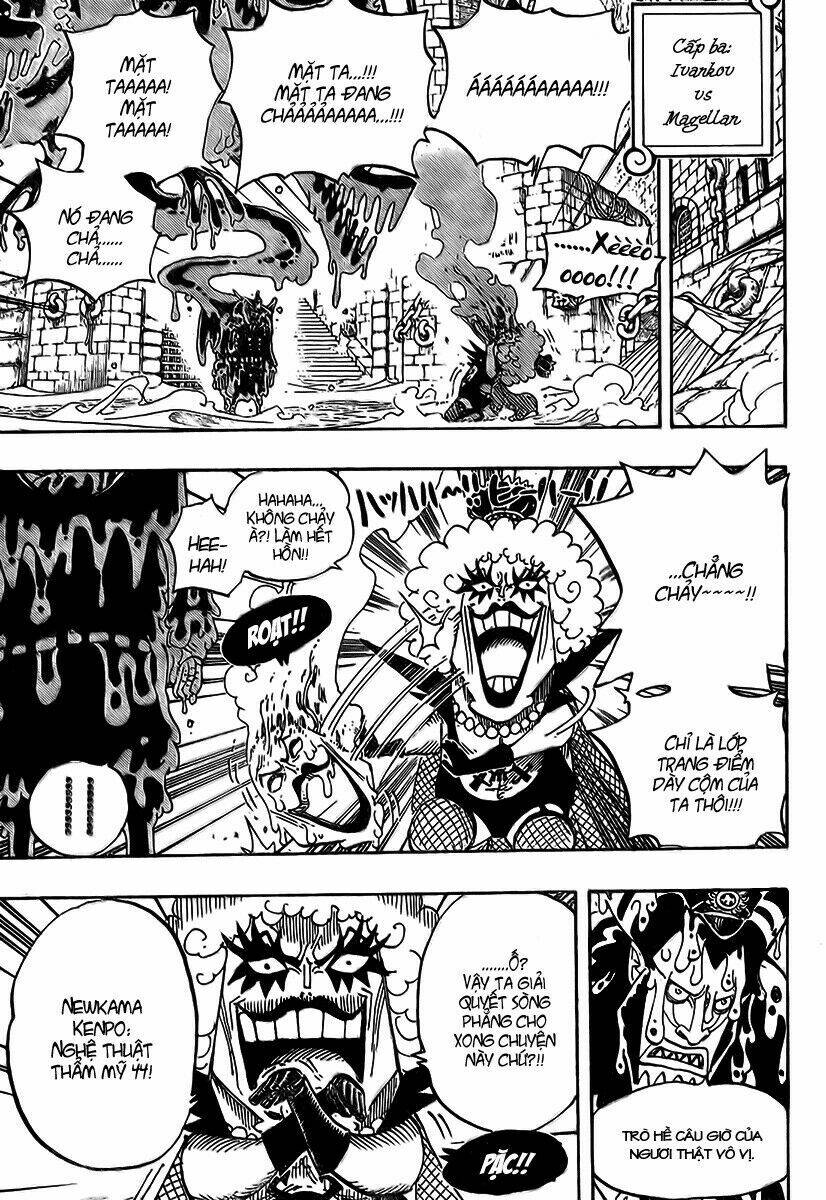 Cấp ba:
Ivankov
vs
Magellan
ÁÁÁÁÁÁAAAAA!!!
MẶT TA...!!!
MẶT TA ĐANG
CHẢẢẢẢẢAAAA...!!!
MẶT
TAAAAA!
MẶT
TAAAAA!
NÓ ĐANG
CHẢ......
CHẢ......
......Xèèèo
oooo!!!
...CHẲNG
CHẢY~~~~!!
CHỈ LÀ LỚP
TRANG ĐIỂM
DÀY CỘM CỦA
TA THÔI!!!
HAHAHA...
KHÔNG CHẢY
À?! LÀM HẾT
HỒN!!
HEE-
HAH!
ROẠT!!
TRÒ HỀ CÂU GIỜ CỦA
NGƯƠI THẬT VÔ VỊ.
.......Ố?
VẬY TA GIẢI
QUYẾT SÒNG
PHẲNG CHO
XONG CHUYỆN
NÀY CHỨ?!!
NEWKAMA
KENPO:
NGHỆ THUẬT
THẨM MỸ 44!
PẶC!!